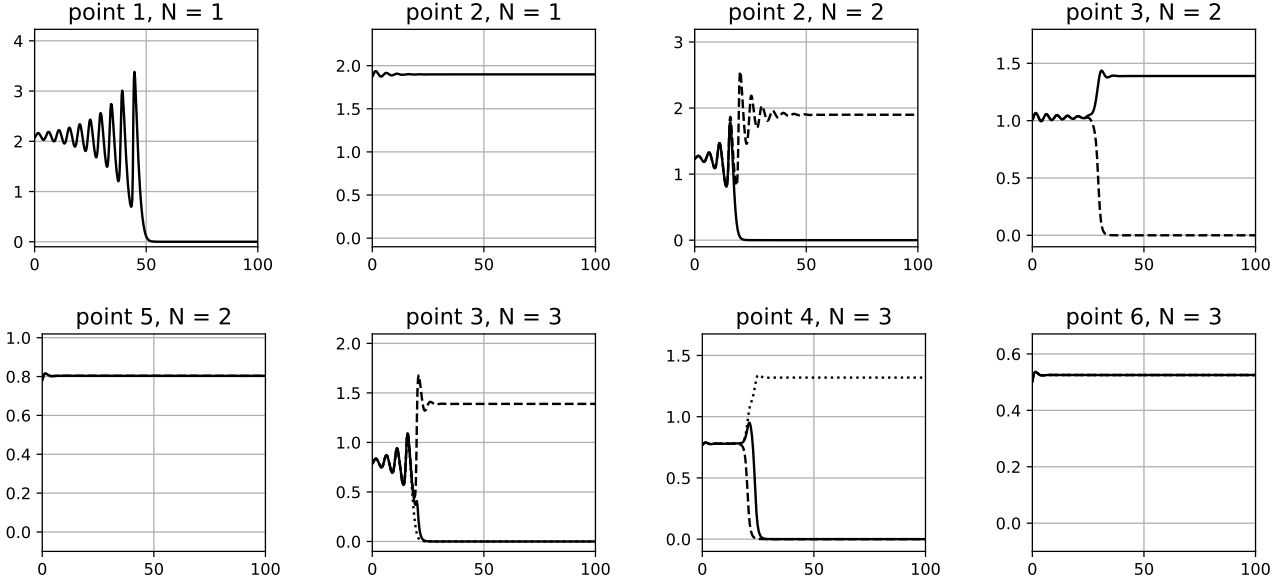 point 1, N = 1
4
3
2
1
0
0 50 100
point 2, N = 1
2.0
1.5
1.0
0.5
0.0
0 50 100
point 2, N = 2
3
2
1
0
0 50 100
point 3, N = 2
1.5
1.0
0.5
0.0
0 50 100
point 5, N = 2
1.0
0.8
0.6
0.4
0.2
0.0
0 50 100
point 3, N = 3
2.0
1.5
1.0
0.5
0.0
0 50 100
point 4, N = 3
1.5
1.0
0.5
0.0
0 50 100
point 6, N = 3
0.6
0.4
0.2
0.0
0 50 100